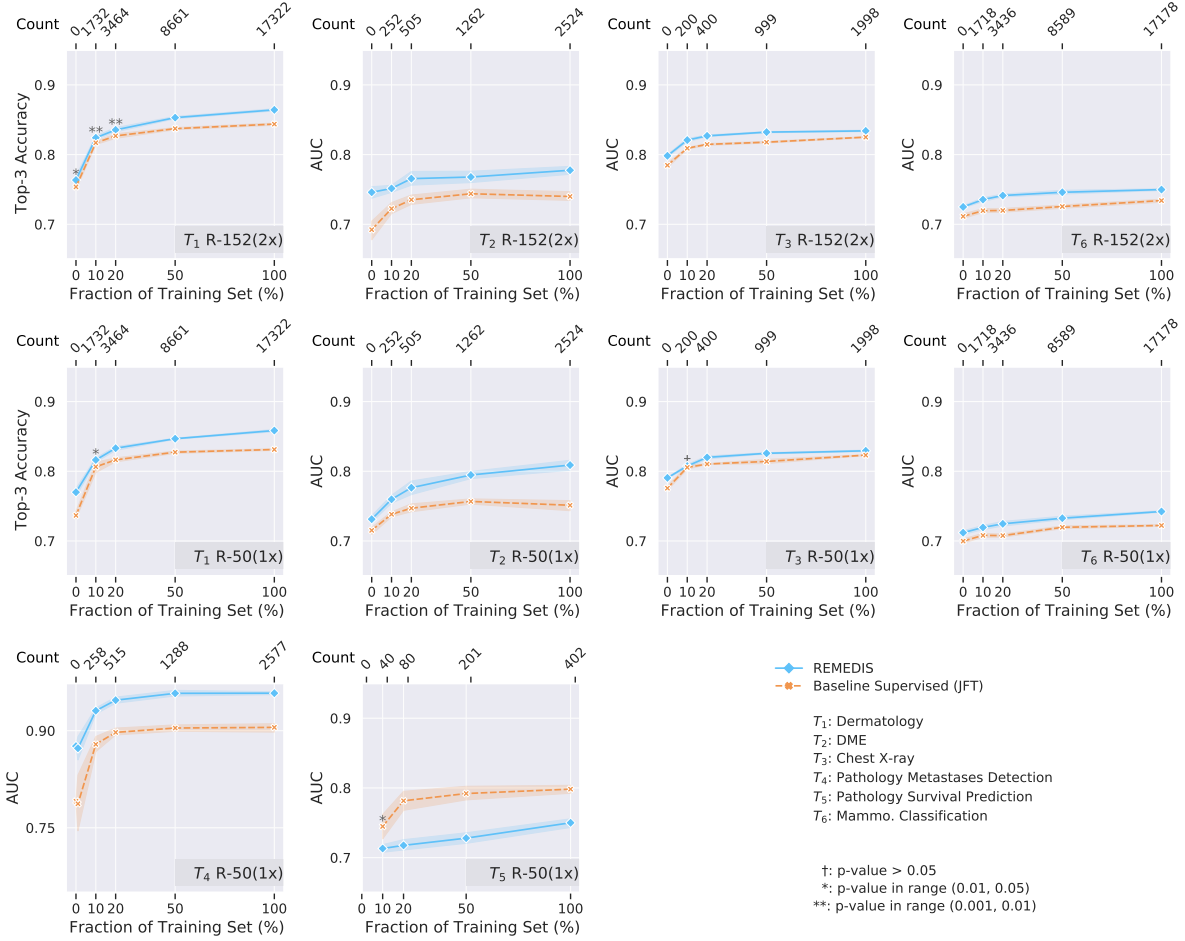 Count 0 1732 3464 8661 17322
Count 0 252 505 1262 2524
Count 0 200 400 999 1998
Count 0 1718 3436 8589 17178
Top-3 Accuracy
0.9
0.8
0.7
T1 R-152(2x)
0 10 20 50 100
Fraction of Training Set (%)
AUC
0.9
0.8
0.7
T2 R-152(2x)
0 10 20 50 100
Fraction of Training Set (%)
AUC
0.9
0.8
0.7
T3 R-152(2x)
0 10 20 50 100
Fraction of Training Set (%)
AUC
0.9
0.8
0.7
T6 R-152(2x)
0 10 20 50 100
Fraction of Training Set (%)
* ** **
Count 0 1732 3464 8661 17322
Count 0 252 505 1262 2524
Count 0 200 400 999 1998
Count 0 1718 3436 8589 17178
Top-3 Accuracy
0.9
0.8
0.7
*
T1 R-50(1x)
0 10 20 50 100
Fraction of Training Set (%)
AUC
0.9
0.8
0.7
T2 R-50(1x)
0 10 20 50 100
Fraction of Training Set (%)
AUC
0.9
0.8
0.7
†
T3 R-50(1x)
0 10 20 50 100
Fraction of Training Set (%)
AUC
0.9
0.8
0.7
T6 R-50(1x)
0 10 20 50 100
Fraction of Training Set (%)
Count 0 258 515 1288 2577
AUC
0.90
0.75
T4 R-50(1x)
0 10 20 50 100
Fraction of Training Set (%)
Count 0 40 80 201 402
AUC
0.9
0.8
0.7
*
T5 R-50(1x)
0 10 20 50 100
Fraction of Training Set (%)
REMEDIS
Baseline Supervised (JFT)
T1: Dermatology
T2: DME
T3: Chest X-ray
T4: Pathology Metastases Detection
T5: Pathology Survival Prediction
T6: Mammo. Classification
†: p-value > 0.05
*: p-value in range (0.01, 0.05)
**: p-value in range (0.001, 0.01)